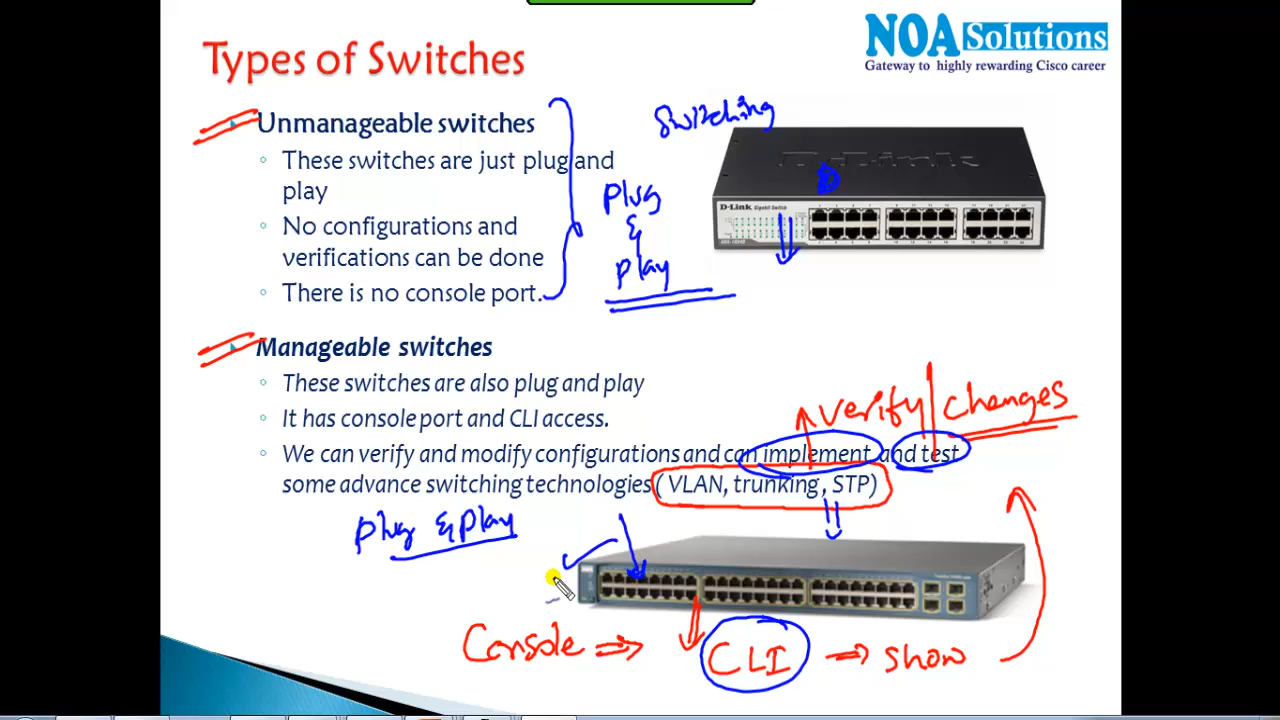 NOA Solutions
Gateway to highly rewarding Cisco career
Types of Switches
Unmanageable switches
These switches are just plug and
play
No configurations and
verifications can be done
There is no console port.
Switching
Plug
&
Play
D-Link
D-Link Gigabit Switch
Manageable switches
These switches are also plug and play
It has console port and CLI access.
We can verify and modify configurations and can implement and test
some advance switching technologies ( VLAN, trunking , STP)
verify changes
Plug & Play
Console ⇒ CLI → Show